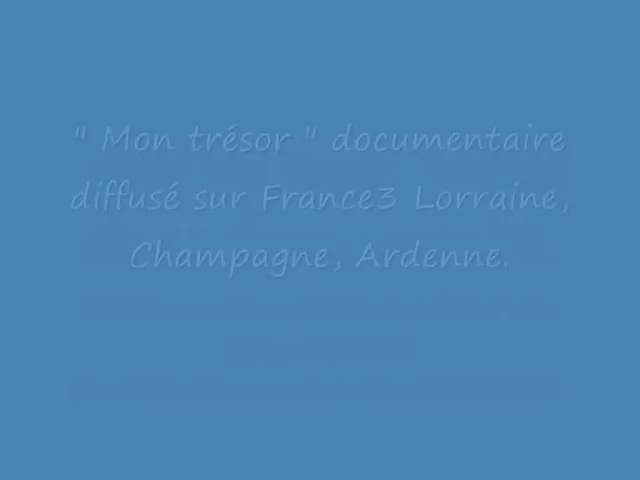 " Mon trésor " documentaire
diffusé sur France3 Lorraine,
Champagne, Ardenne.